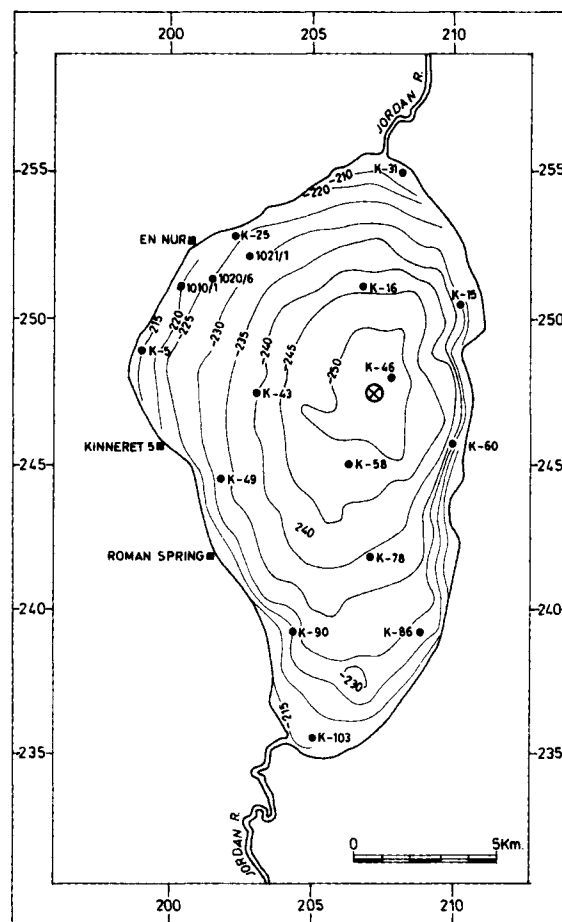 200
205
210
JORDAN R.
-255
-255
K-31
-210
-220
K-25
EN NUR
1021/1
1020/6
1010/1
K-16
K-15
-250
-250
-215
-220
-225
-230
-235
-240
-245
-250
K-5
K-46
K-43
KINNERET 5
K-60
-245
-245
K-58
K-49
240
ROMAN SPRING
K-78
-240
-240
K-90
K-86
-230
-215
K-103
-235
-235
JORDAN R.
0
5Km.
200
205
210